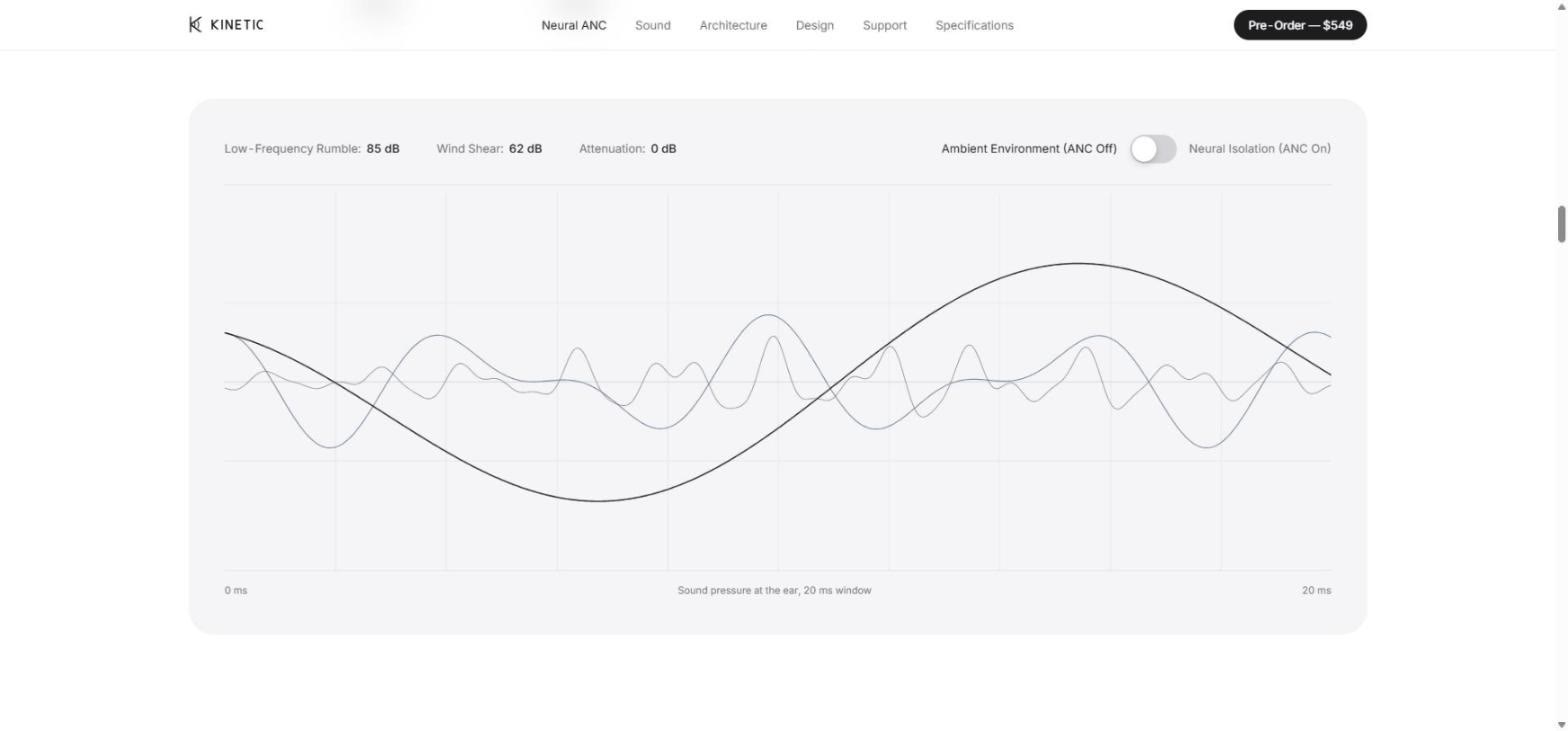 KINETIC
Neural ANC Sound Architecture Design Support Specifications
Pre-Order — $549
Low-Frequency Rumble: 85 dB Wind Shear: 62 dB Attenuation: 0 dB
Ambient Environment (ANC Off) Neural Isolation (ANC On)
0 ms Sound pressure at the ear, 20 ms window 20 ms